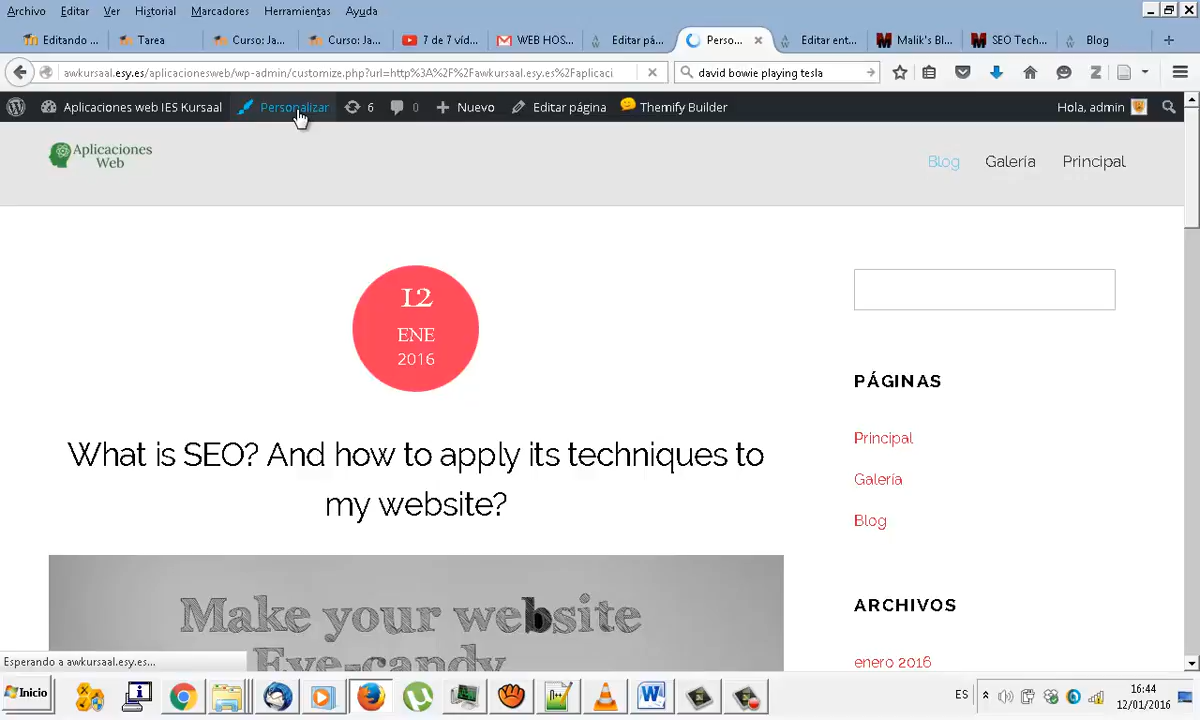 Archivo Editar Ver Historial Marcadores Herramientas Ayuda
Editando ... Tarea Curso: Ja... Curso: Ja... 7 de 7 víd... WEB HOS... Editar pá... Perso... Editar ent... Malik's Bl... SEO Tech... Blog
awkursaal.esy.es/aplicacionesweb/wp-admin/customize.php?url=http%3A%2F%2Fawkursaal.esy.es%2Faplicaci david bowie playing tesla
Aplicaciones web IES Kursaal Personalizar 6 0 Nuevo Editar página Themify Builder Hola, admin
Aplicaciones
Web
Blog Galería Principal
12
ENE
2016
What is SEO? And how to apply its techniques to
my website?
Make your website
Eye-candy
PÁGINAS
Principal
Galería
Blog
ARCHIVOS
enero 2016
Esperando a awkursaal.esy.es...
Inicio
ES
16:44
12/01/2016